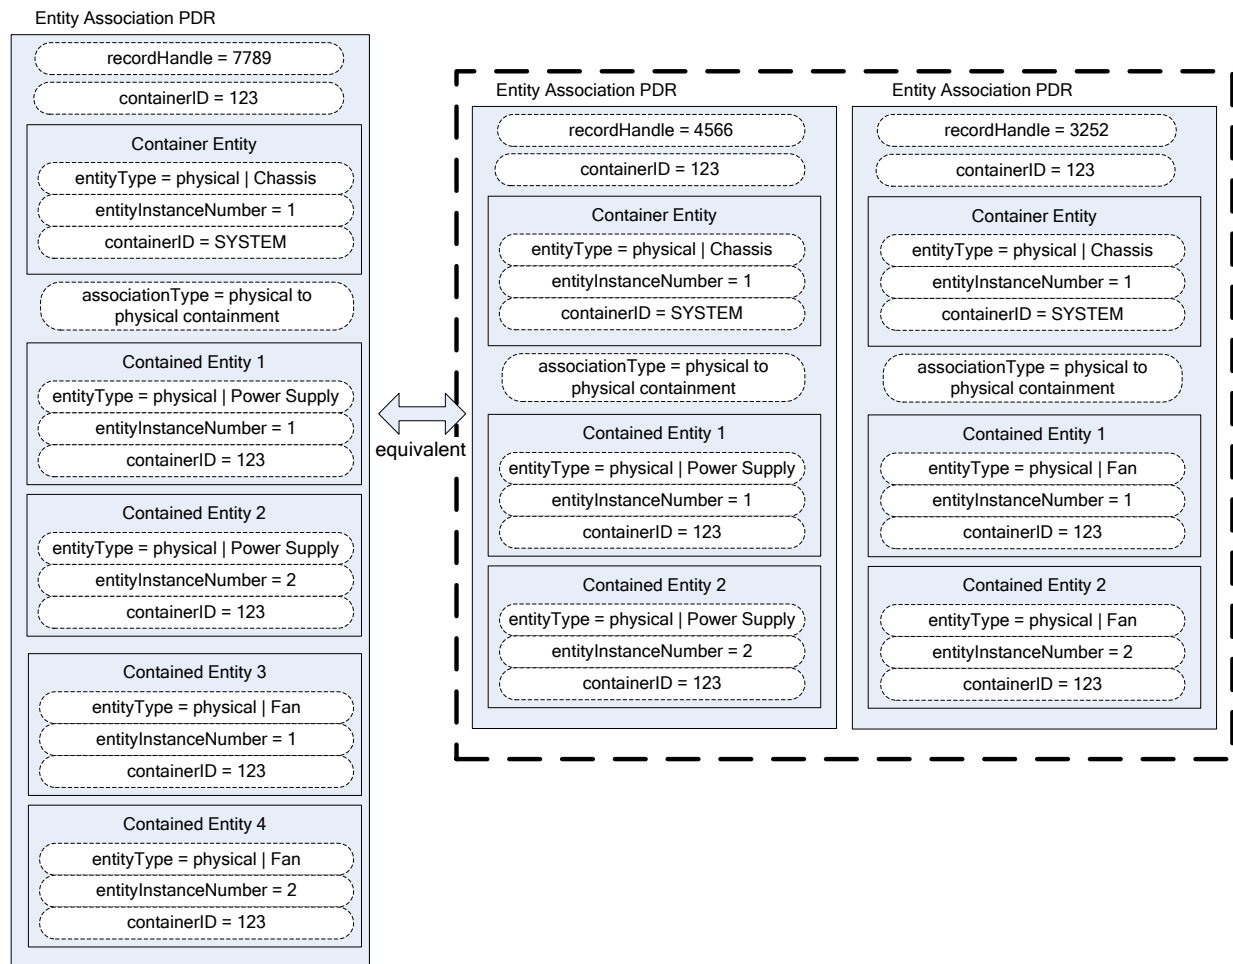 Entity Association PDR
recordHandle = 7789
containerID = 123
Container Entity
entityType = physical | Chassis
entityInstanceNumber = 1
containerID = SYSTEM
associationType = physical to
physical containment
Contained Entity 1
entityType = physical | Power Supply
entityInstanceNumber = 1
containerID = 123
Contained Entity 2
entityType = physical | Power Supply
entityInstanceNumber = 2
containerID = 123
Contained Entity 3
entityType = physical | Fan
entityInstanceNumber = 1
containerID = 123
Contained Entity 4
entityType = physical | Fan
entityInstanceNumber = 2
containerID = 123
equivalent
Entity Association PDR
recordHandle = 4566
containerID = 123
Container Entity
entityType = physical | Chassis
entityInstanceNumber = 1
containerID = SYSTEM
associationType = physical to
physical containment
Contained Entity 1
entityType = physical | Power Supply
entityInstanceNumber = 1
containerID = 123
Contained Entity 2
entityType = physical | Power Supply
entityInstanceNumber = 2
containerID = 123
Entity Association PDR
recordHandle = 3252
containerID = 123
Container Entity
entityType = physical | Chassis
entityInstanceNumber = 1
containerID = SYSTEM
associationType = physical to
physical containment
Contained Entity 1
entityType = physical | Fan
entityInstanceNumber = 1
containerID = 123
Contained Entity 2
entityType = physical | Fan
entityInstanceNumber = 2
containerID = 123